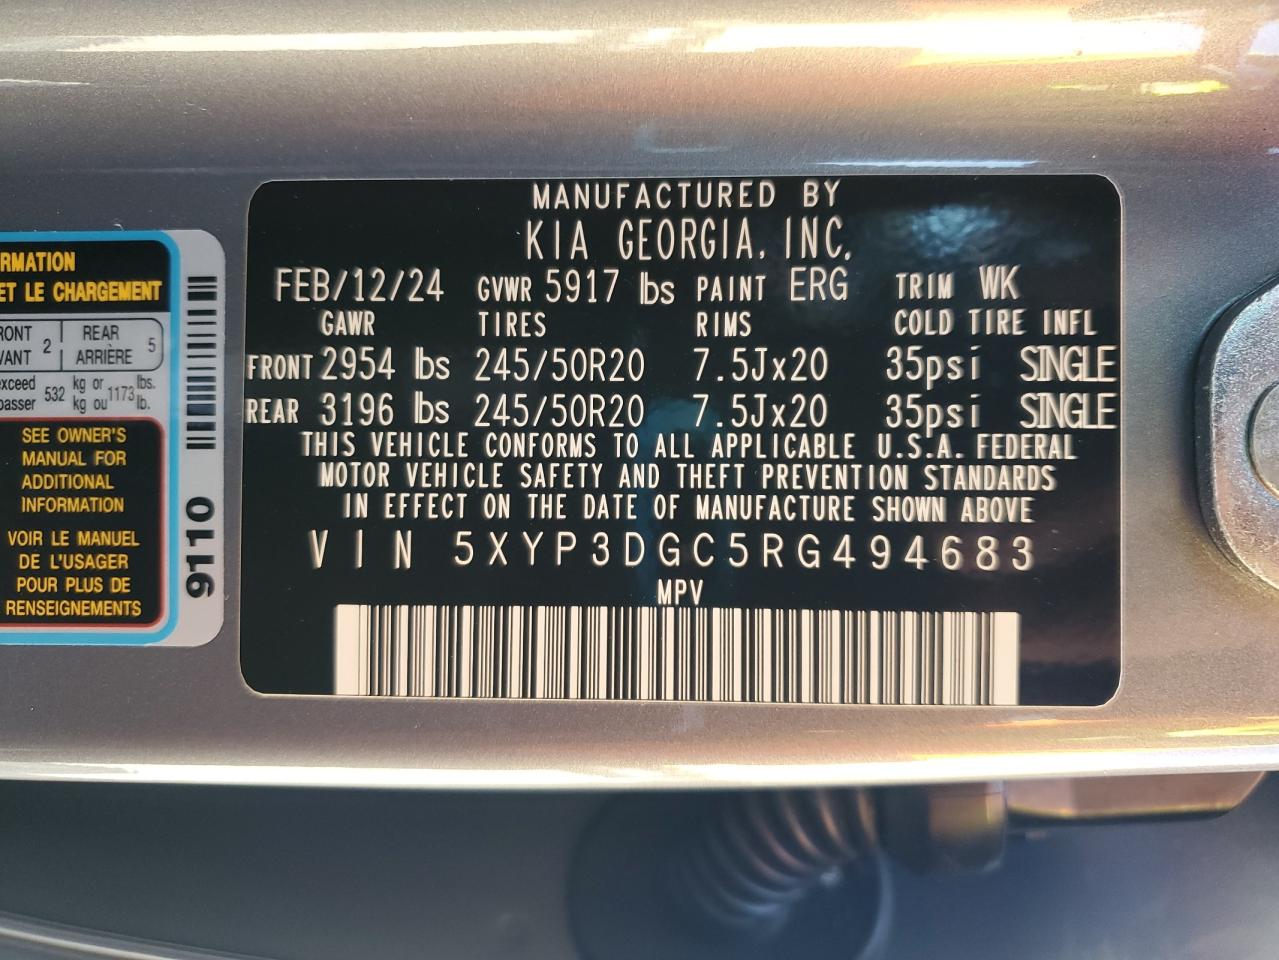 RMATION
ET LE CHARGEMENT
RONT 2 REAR 5
VANT ARRIÈRE
exceed 532 kg or 1173 lbs.
passer kg ou lb.
SEE OWNER'S
MANUAL FOR
ADDITIONAL
INFORMATION
VOIR LE MANUEL
DE L'USAGER
POUR PLUS DE
RENSEIGNEMENTS
9110
MANUFACTURED BY
KIA GEORGIA, INC.
FEB/12/24 GVWR 5917 lbs PAINT ERG TRIM WK
GAWR TIRES RIMS COLD TIRE INFL
FRONT 2954 lbs 245/50R20 7.5Jx20 35psi SINGLE
REAR 3196 lbs 245/50R20 7.5Jx20 35psi SINGLE
THIS VEHICLE CONFORMS TO ALL APPLICABLE U.S.A. FEDERAL
MOTOR VEHICLE SAFETY AND THEFT PREVENTION STANDARDS
IN EFFECT ON THE DATE OF MANUFACTURE SHOWN ABOVE
VIN 5XYP3DGC5RG494683
MPV